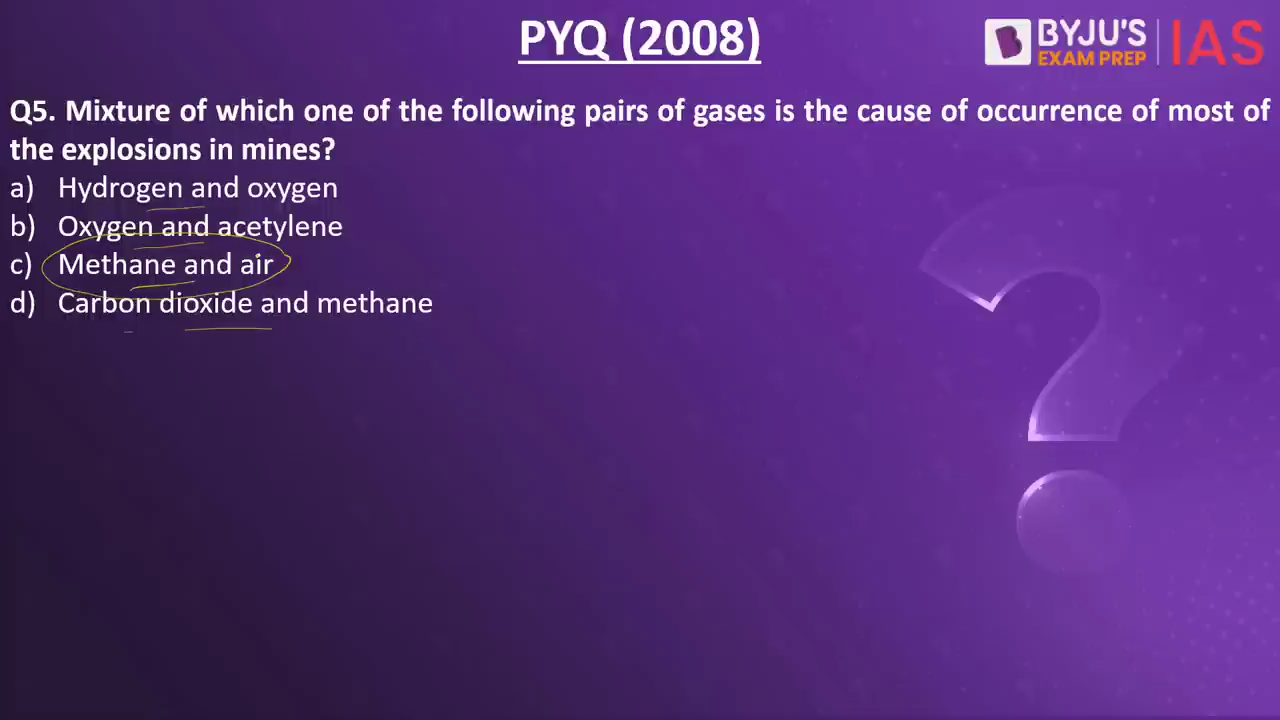 PYQ (2008)
BYJU'S
EXAM PREP
IAS
Q5. Mixture of which one of the following pairs of gases is the cause of occurrence of most of
the explosions in mines?
a) Hydrogen and oxygen
b) Oxygen and acetylene
c) Methane and air
d) Carbon dioxide and methane